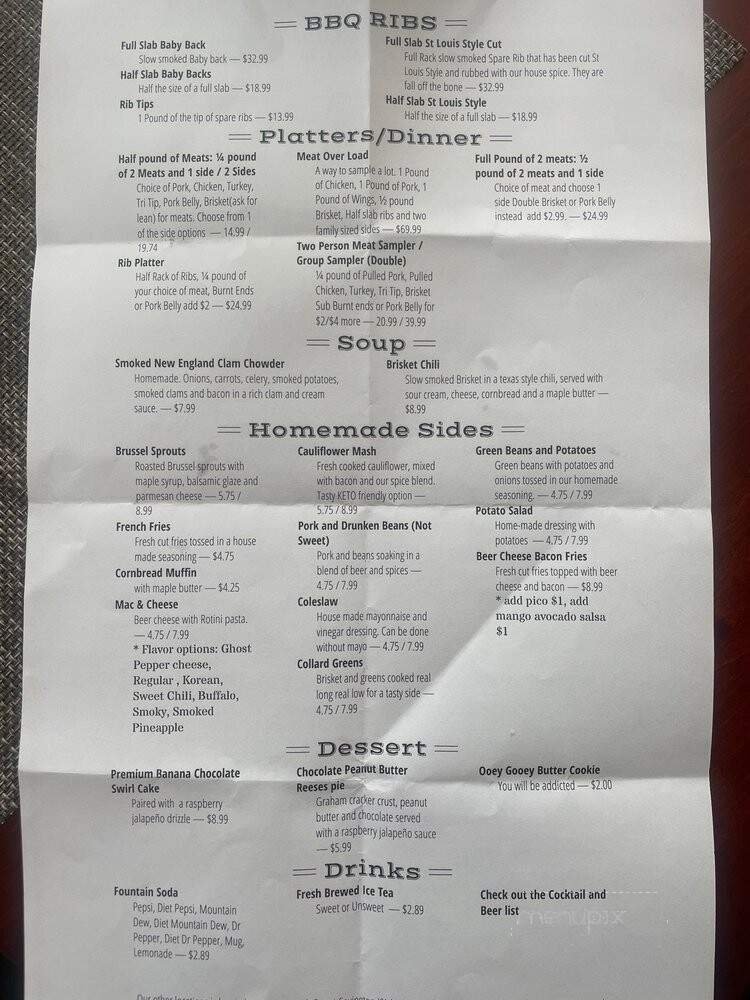 BBQ RIBS
Full Slab Baby Back
Slow smoked Baby back — $32.99
Half Slab Baby Backs
Half the size of a full slab — $18.99
Rib Tips
1 Pound of the tip of spare ribs — $13.99
Full Slab St Louis Style Cut
Full Rack slow smoked Spare Rib that has been cut St
Louis Style and rubbed with our house spice. They are
fall off the bone — $32.99
Half Slab St Louis Style
Half the size of a full slab — $18.99
Platters/Dinner
Half pound of Meats: ¼ pound
of 2 Meats and 1 side / 2 Sides
Choice of Pork, Chicken, Turkey,
Tri Tip, Pork Belly, Brisket(ask for
lean) for meats. Choose from 1
of the side options — 14.99 /
19.74
Rib Platter
Half Rack of Ribs, ¼ pound of
your choice of meat, Burnt Ends
or Pork Belly add $2 — $24.99
Meat Over Load
A way to sample a lot. 1 Pound
of Chicken, 1 Pound of Pork, 1
Pound of Wings, ½ pound
Brisket, Half slab ribs and two
family sized sides — $69.99
Two Person Meat Sampler /
Group Sampler (Double)
¼ pound of Pulled Pork, Pulled
Chicken, Turkey, Tri Tip, Brisket
Sub Burnt ends or Pork Belly for
$2/$4 more — 20.99 / 39.99
Full Pound of 2 meats: ½
pound of 2 meats and 1 side
Choice of meat and choose 1
side Double Brisket or Pork Belly
instead add $2.99. — $24.99
Soup
Smoked New England Clam Chowder
Homemade. Onions, carrots, celery, smoked potatoes,
smoked clams and bacon in a rich clam and cream
sauce. — $7.99
Brisket Chili
Slow smoked Brisket in a texas style chili, served with
sour cream, cheese, cornbread and a maple butter —
$8.99
Homemade Sides
Brussel Sprouts
Roasted Brussel sprouts with
maple syrup, balsamic glaze and
parmesan cheese — 5.75 /
8.99
French Fries
Fresh cut fries tossed in a house
made seasoning — $4.75
Cornbread Muffin
with maple butter — $4.25
Mac & Cheese
Beer cheese with Rotini pasta.
— 4.75 / 7.99
* Flavor options: Ghost
Pepper cheese,
Regular , Korean,
Sweet Chili, Buffalo,
Smoky, Smoked
Pineapple
Cauliflower Mash
Fresh cooked cauliflower, mixed
with bacon and our spice blend.
Tasty KETO friendly option —
5.75 / 8.99
Pork and Drunken Beans (Not
Sweet)
Pork and beans soaking in a
blend of beer and spices —
4.75 / 7.99
Coleslaw
House made mayonnaise and
vinegar dressing. Can be done
without mayo — 4.75 / 7.99
Collard Greens
Brisket and greens cooked real
long real low for a tasty side —
4.75 / 7.99
Green Beans and Potatoes
Green beans with potatoes and
onions tossed in our homemade
seasoning. — 4.75 / 7.99
Potato Salad
Home-made dressing with
potatoes — 4.75 / 7.99
Beer Cheese Bacon Fries
Fresh cut fries topped with beer
cheese and bacon — $8.99
* add pico $1, add
mango avocado salsa
$1
Dessert
Premium Banana Chocolate
Swirl Cake
Paired with a raspberry
jalapeño drizzle — $8.99
Chocolate Peanut Butter
Reeses pie
Graham cracker crust, peanut
butter and chocolate served
with a raspberry jalapeño sauce
— $5.99
Ooey Gooey Butter Cookie
You will be addicted — $2.00
Drinks
Fountain Soda
Pepsi, Diet Pepsi, Mountain
Dew, Diet Mountain Dew, Dr
Pepper, Diet Dr Pepper, Mug,
Lemonade — $2.89
Fresh Brewed Ice Tea
Sweet or Unsweet — $2.89
Check out the Cocktail and
Beer list